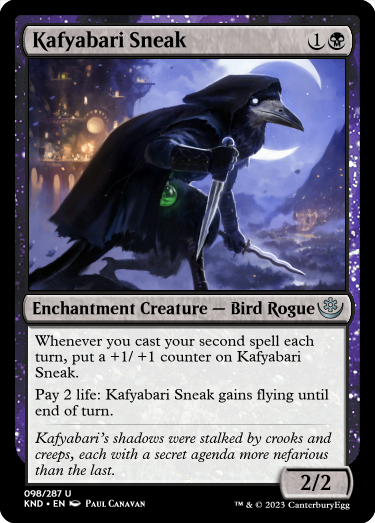 Kafyabari Sneak 1
Enchantment Creature — Bird Rogue
Whenever you cast your second spell each
turn, put a +1/ +1 counter on Kafyabari
Sneak.
Pay 2 life: Kafyabari Sneak gains flying until
end of turn.
Kafyabari's shadows were stalked by crooks and
creeps, each with a secret agenda more nefarious
than the last.
2/2
098/287 U
KND • EN Paul Canavan
™ & © 2023 CanterburyEgg